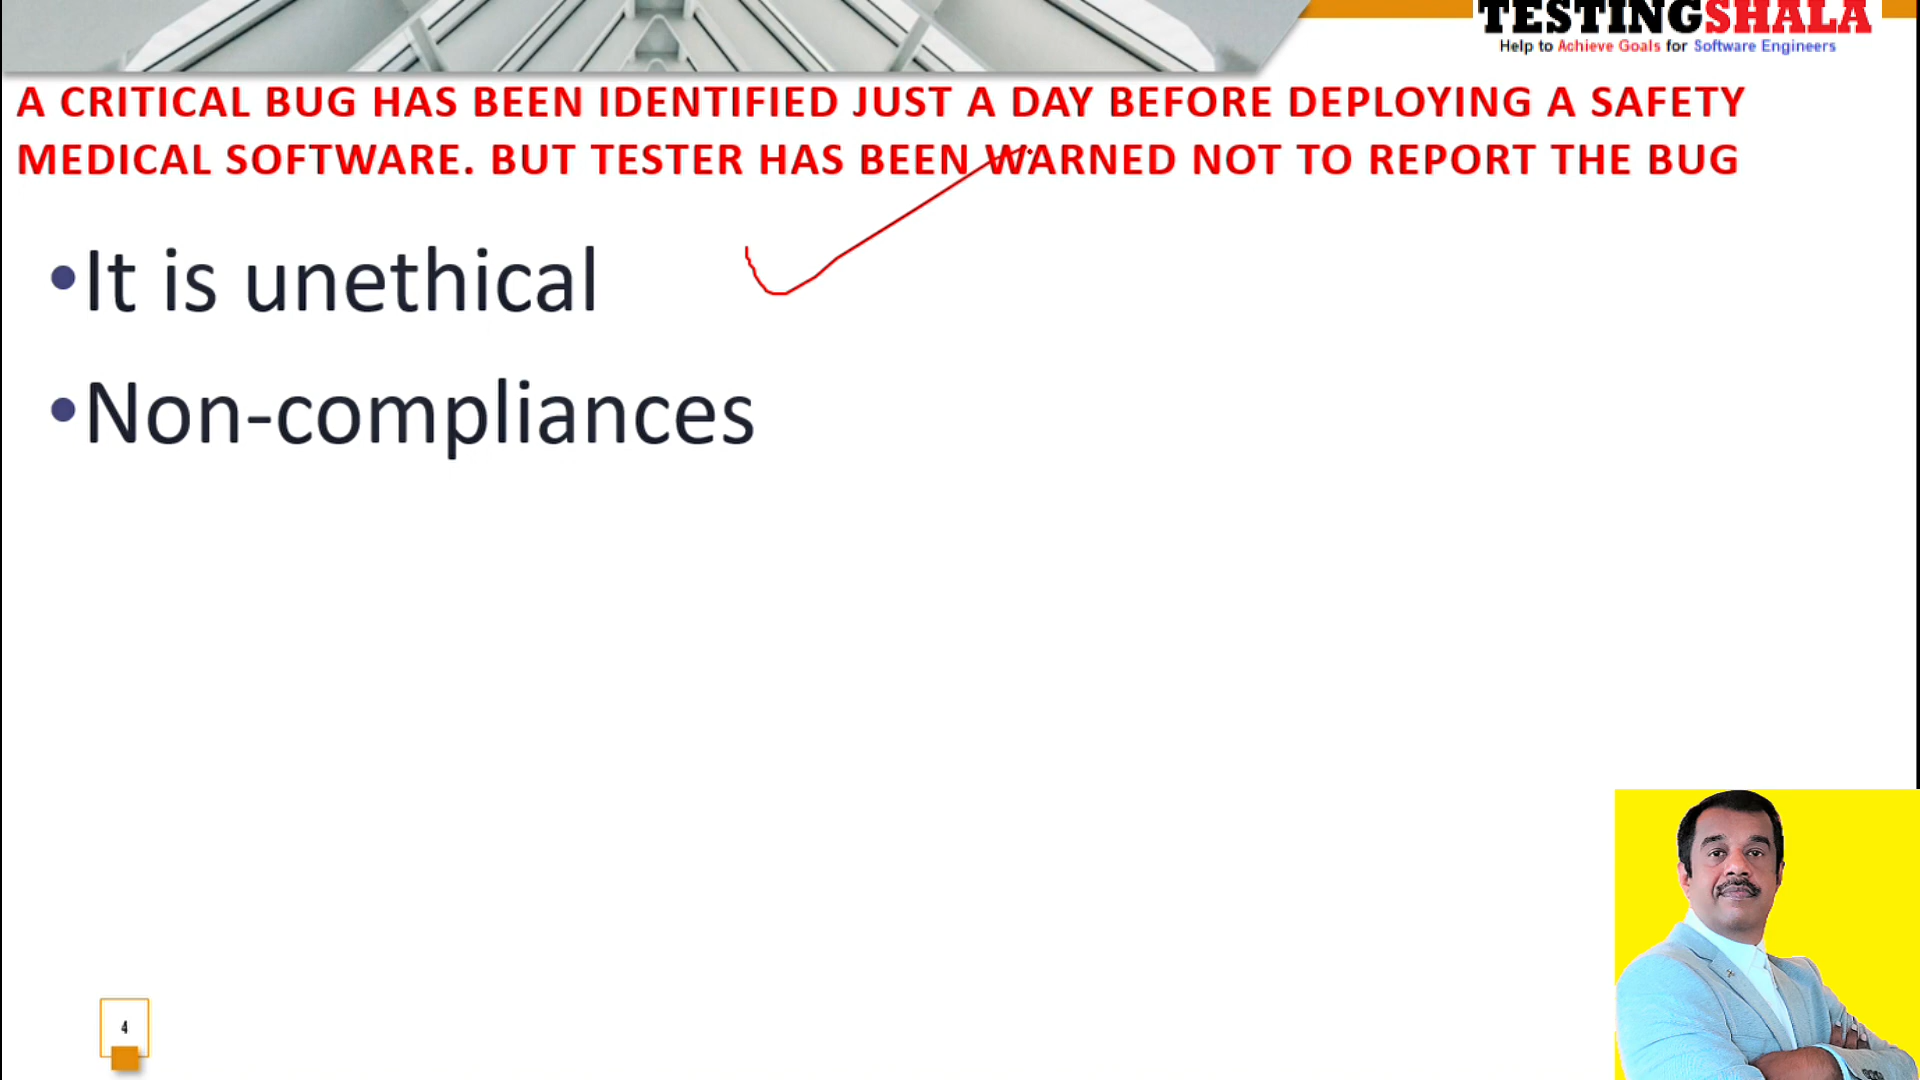 TESTINGSHALA
Help to Achieve Goals for Software Engineers
A CRITICAL BUG HAS BEEN IDENTIFIED JUST A DAY BEFORE DEPLOYING A SAFETY
MEDICAL SOFTWARE. BUT TESTER HAS BEEN WARNED NOT TO REPORT THE BUG
•It is unethical
•Non-compliances
4